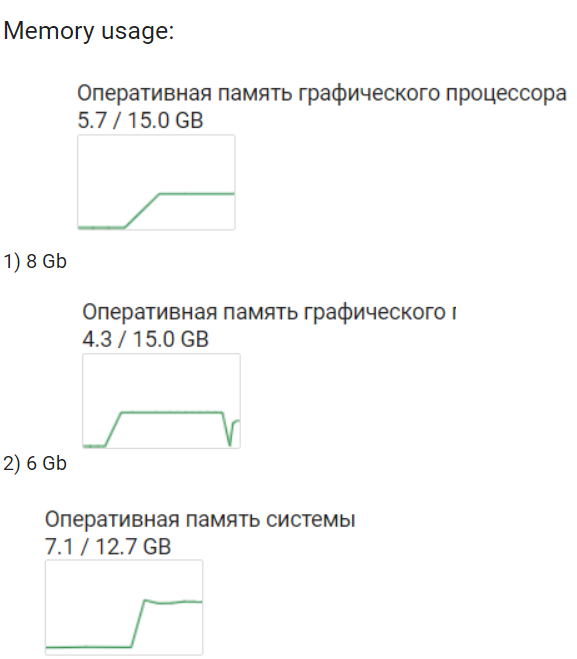 Memory usage:
Оперативная память графического процессора
5.7 / 15.0 GB
1) 8 Gb
Оперативная память графического
4.3 / 15.0 GB
2) 6 Gb
Оперативная память системы
7.1 / 12.7 GB